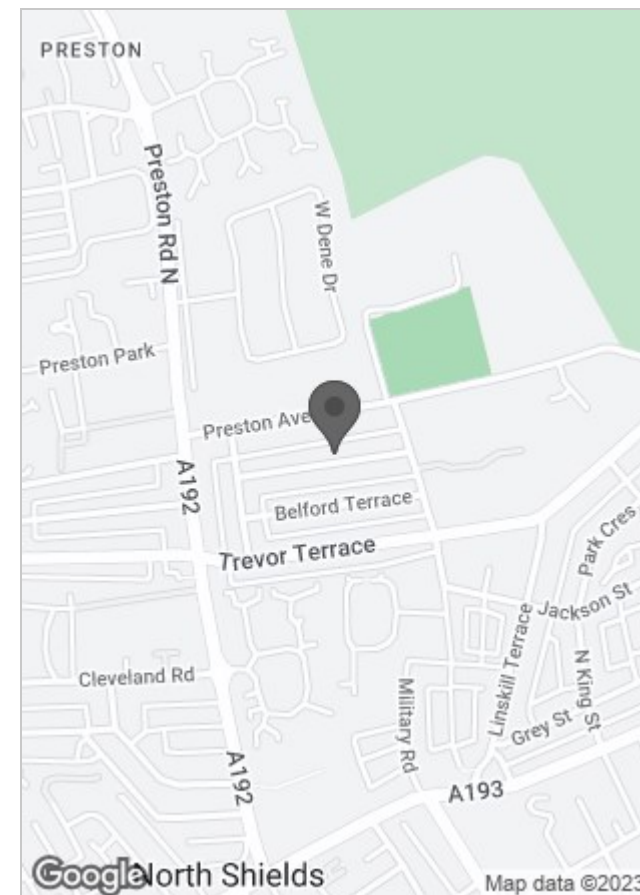 PRESTON
Preston Rd N
W Dene Dr
Preston Park
Preston Ave
A192
Belford Terrace
Trevor Terrace
Park Cres
Jackson St
Linskill Terrace
N King St
Cleveland Rd
Military Rd
Grey St
A192
A193
Google
North Shields
Map data ©2023